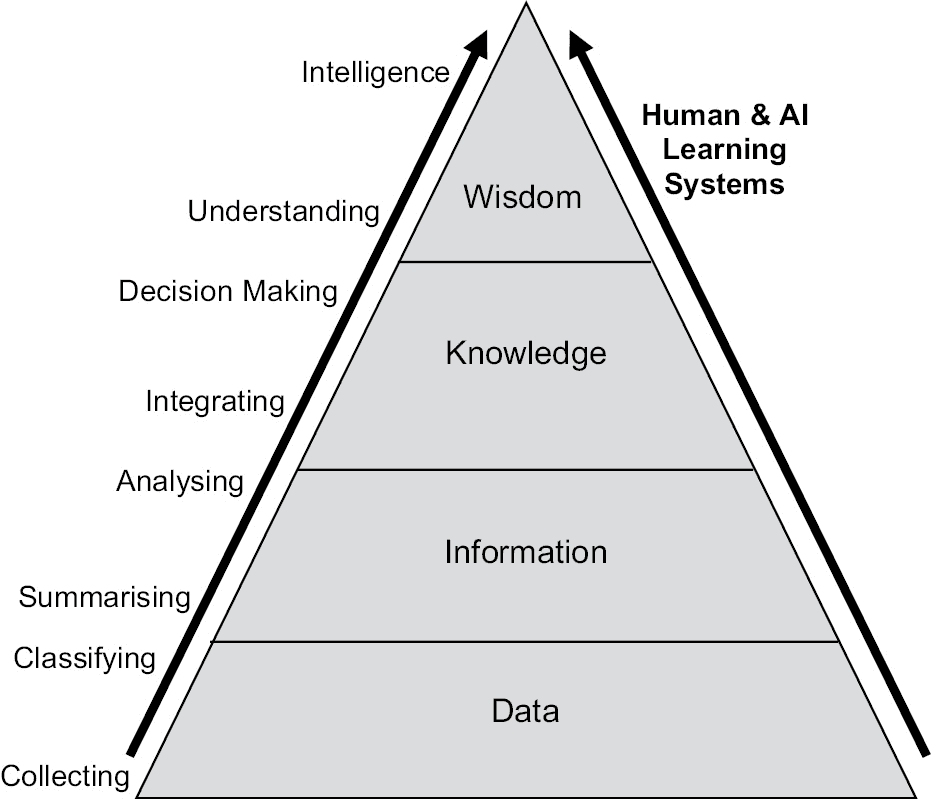 Intelligence
Human & AI
Learning
Systems
Wisdom
Understanding
Decision Making
Knowledge
Integrating
Analysing
Information
Summarising
Classifying
Data
Collecting